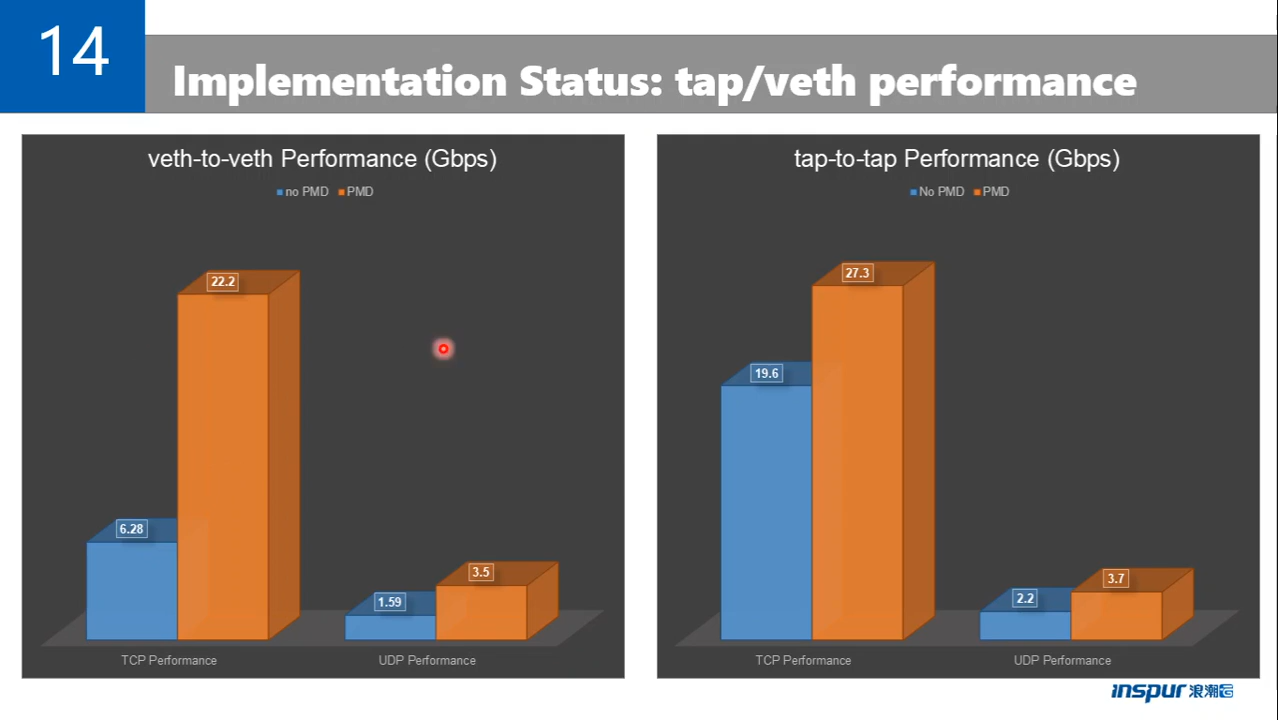 14
Implementation Status: tap/veth performance
veth-to-veth Performance (Gbps)
no PMD PMD
22.2
6.28
3.5
1.59
TCP Performance UDP Performance
tap-to-tap Performance (Gbps)
No PMD PMD
27.3
19.6
3.7
2.2
TCP Performance UDP Performance
inspur 浪潮